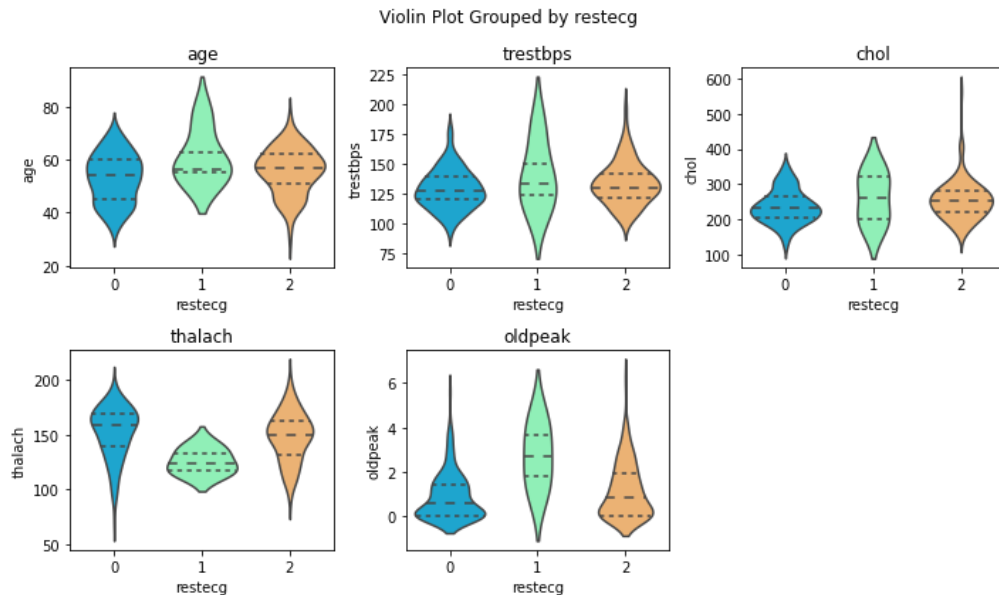 Violin Plot Grouped by restecg
age
age
80
60
40
20
0 1 2
restecg
trestbps
trestbps
225
200
175
150
125
100
75
0 1 2
restecg
chol
chol
600
500
400
300
200
100
0 1 2
restecg
thalach
thalach
200
150
100
50
0 1 2
restecg
oldpeak
oldpeak
6
4
2
0
0 1 2
restecg